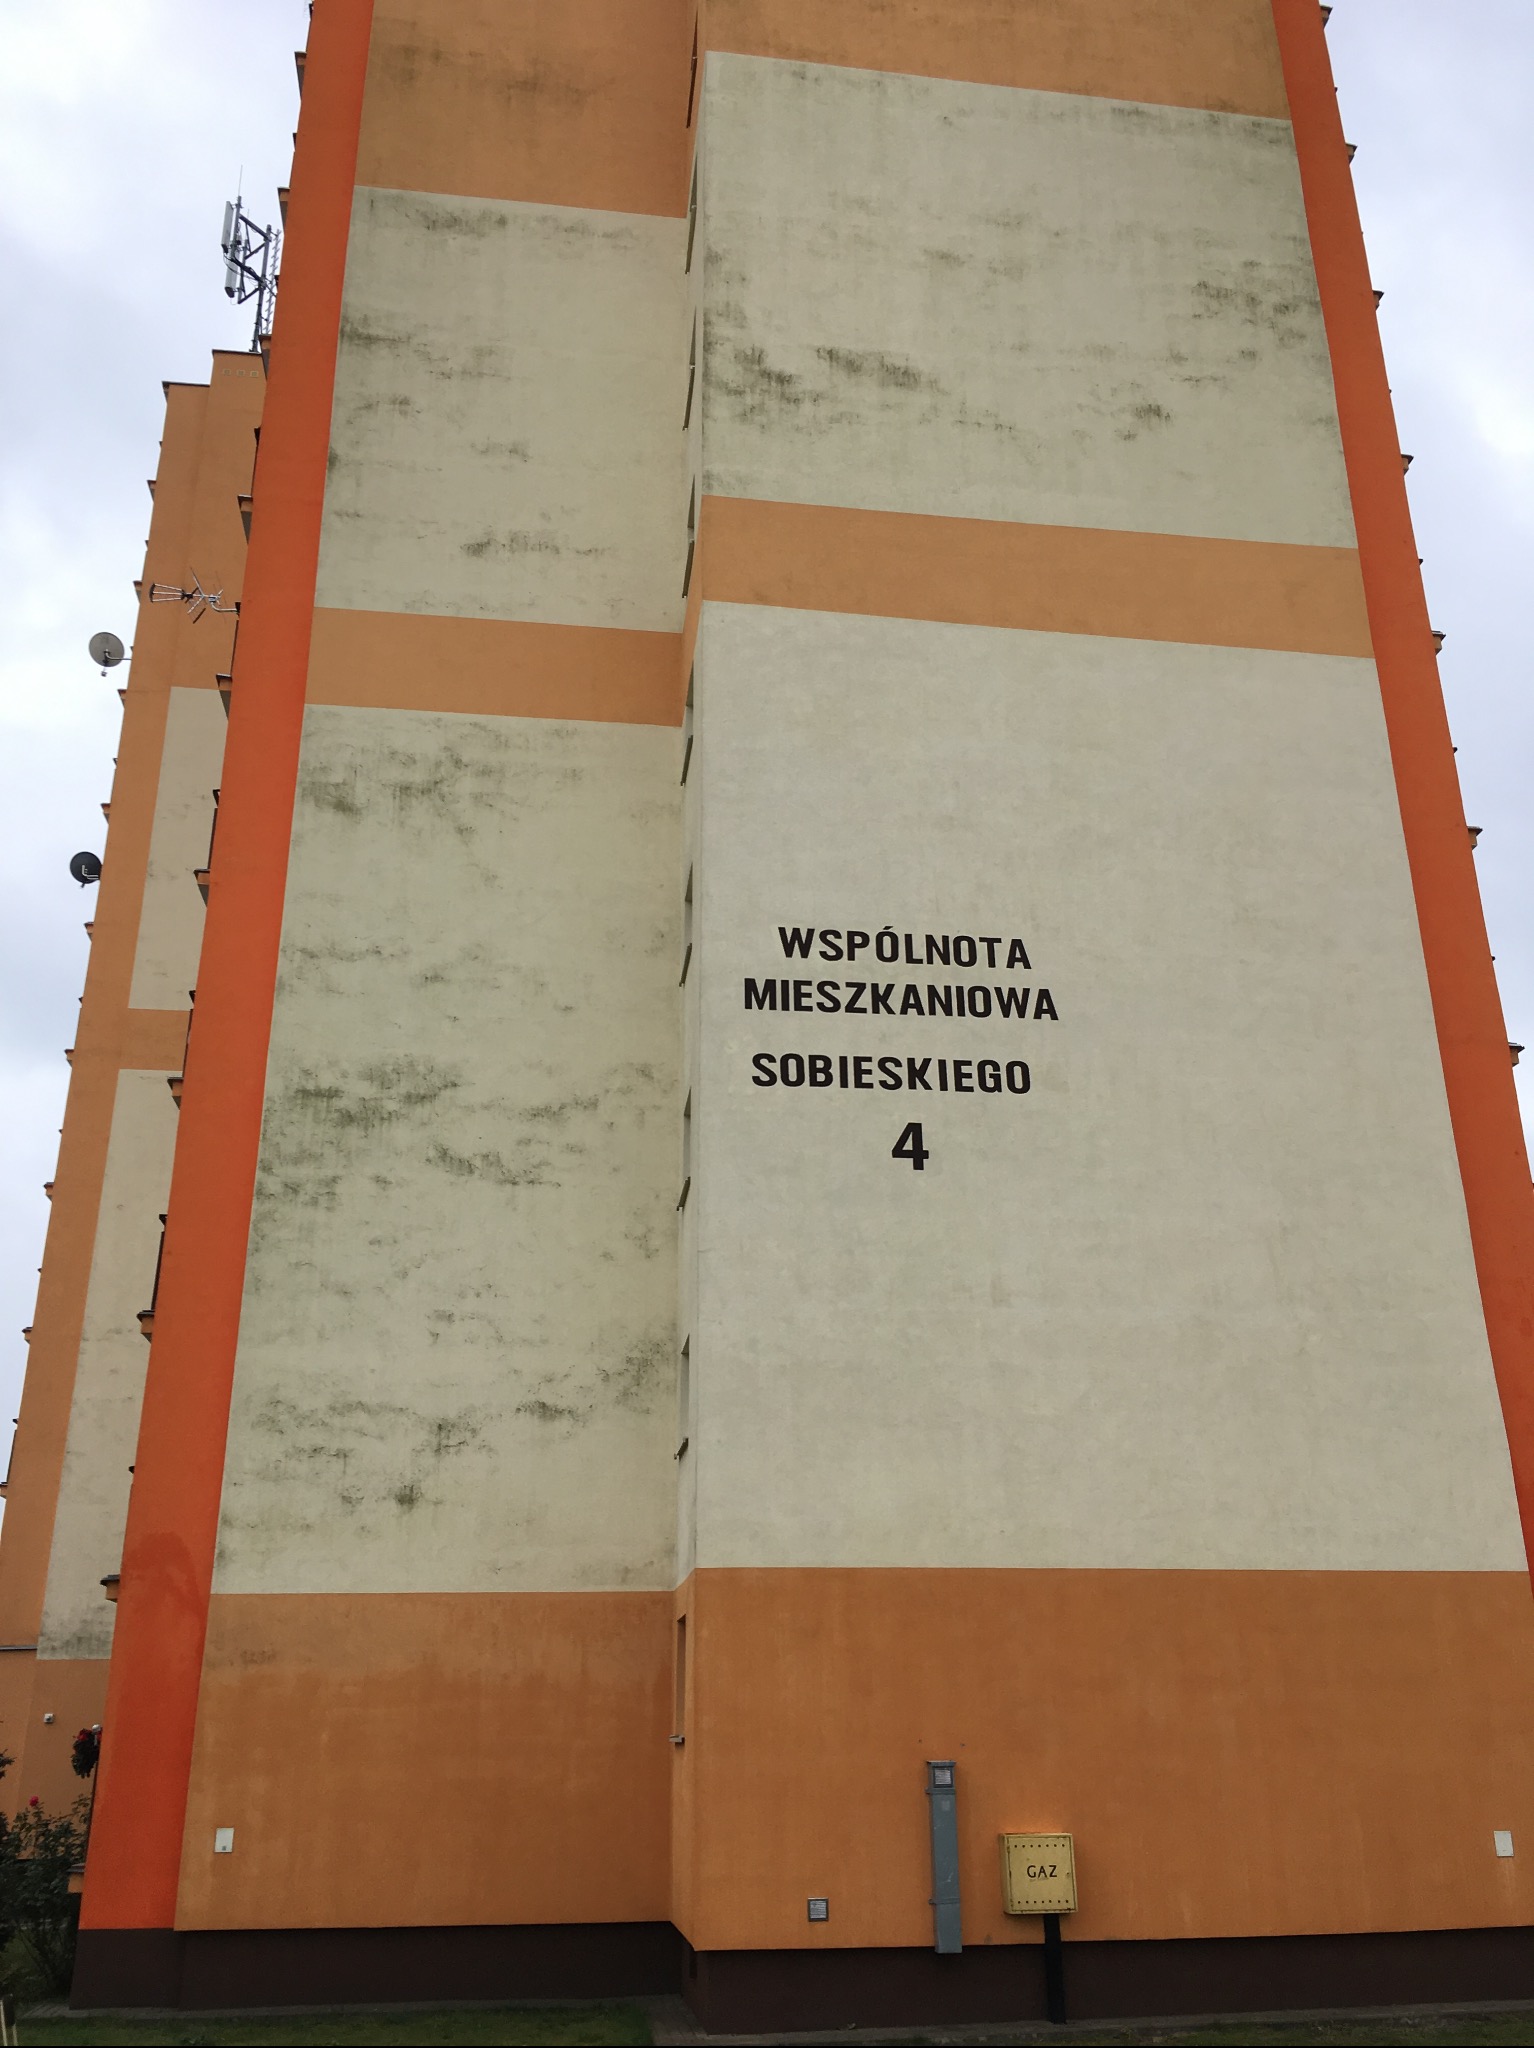 WSPÓLNOTA
MIESZKANIOWA
SOBIESKIEGO
4
GAZ